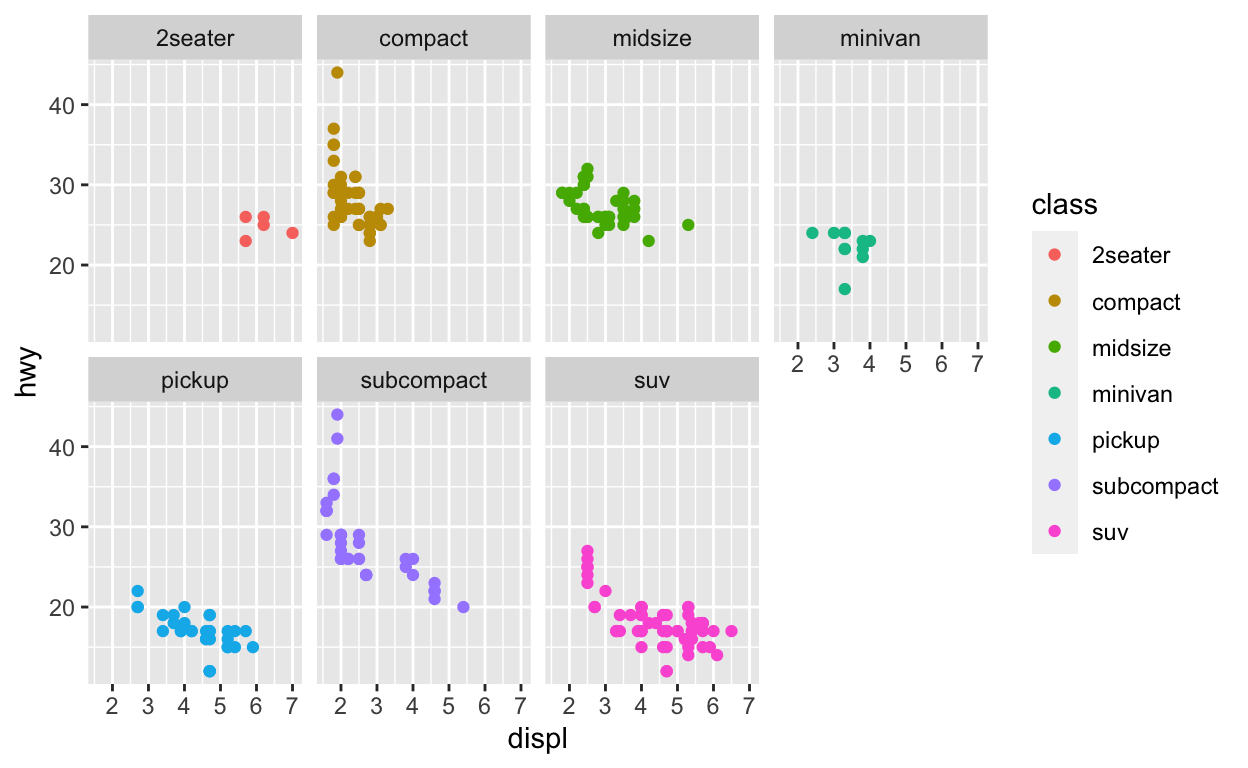 2seater compact midsize minivan
40
30
20
2 3 4 5 6 7
pickup subcompact suv
40
30
20
2 3 4 5 6 7 2 3 4 5 6 7 2 3 4 5 6 7
displ
hwy
class
2seater
compact
midsize
minivan
pickup
subcompact
suv